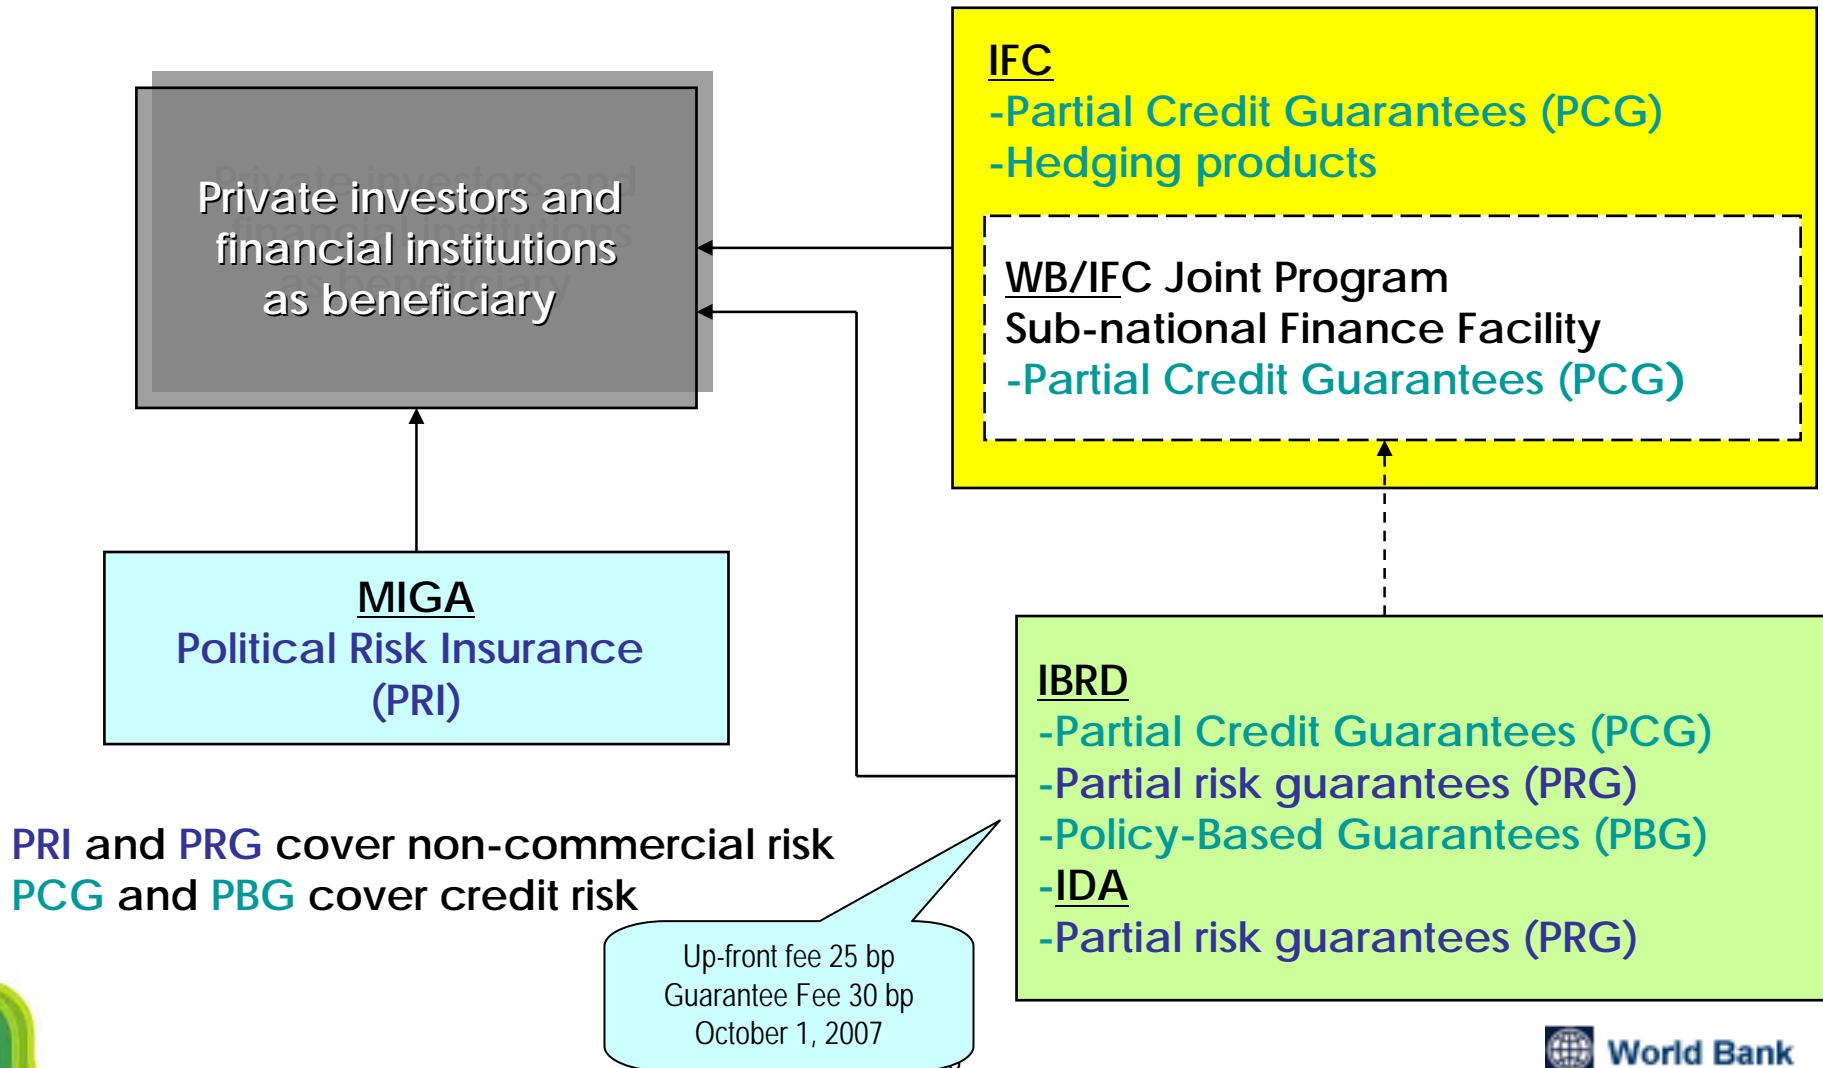 Private investors and
financial institutions
as beneficiary
IFC
-Partial Credit Guarantees (PCG)
-Hedging products
WB/IFC Joint Program
Sub-national Finance Facility
-Partial Credit Guarantees (PCG)
MIGA
Political Risk Insurance
(PRI)
IBRD
-Partial Credit Guarantees (PCG)
-Partial risk guarantees (PRG)
-Policy-Based Guarantees (PBG)
-IDA
-Partial risk guarantees (PRG)
PRI and PRG cover non-commercial risk
PCG and PBG cover credit risk
Up-front fee 25 bp
Guarantee Fee 30 bp
October 1, 2007
World Bank